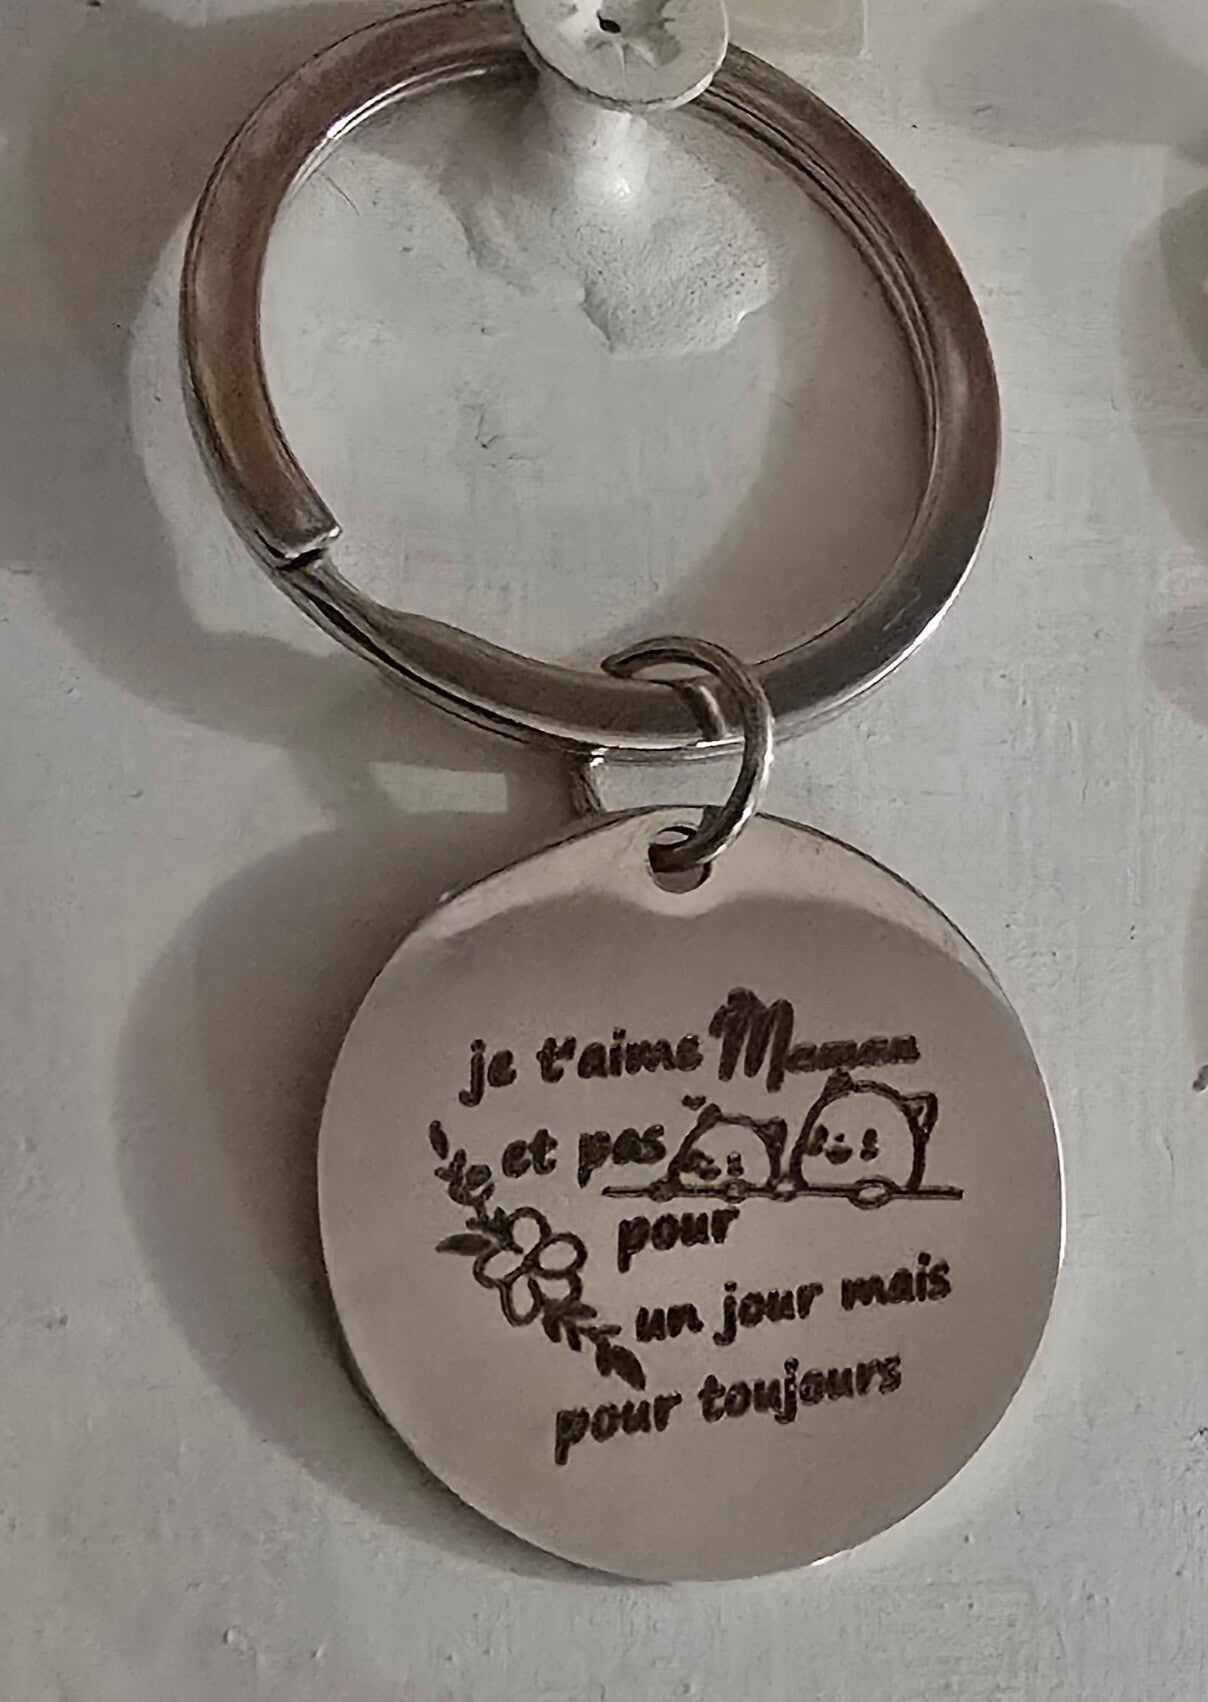 je t'aime Maman
et pas
pour
un jour mais
pour toujours